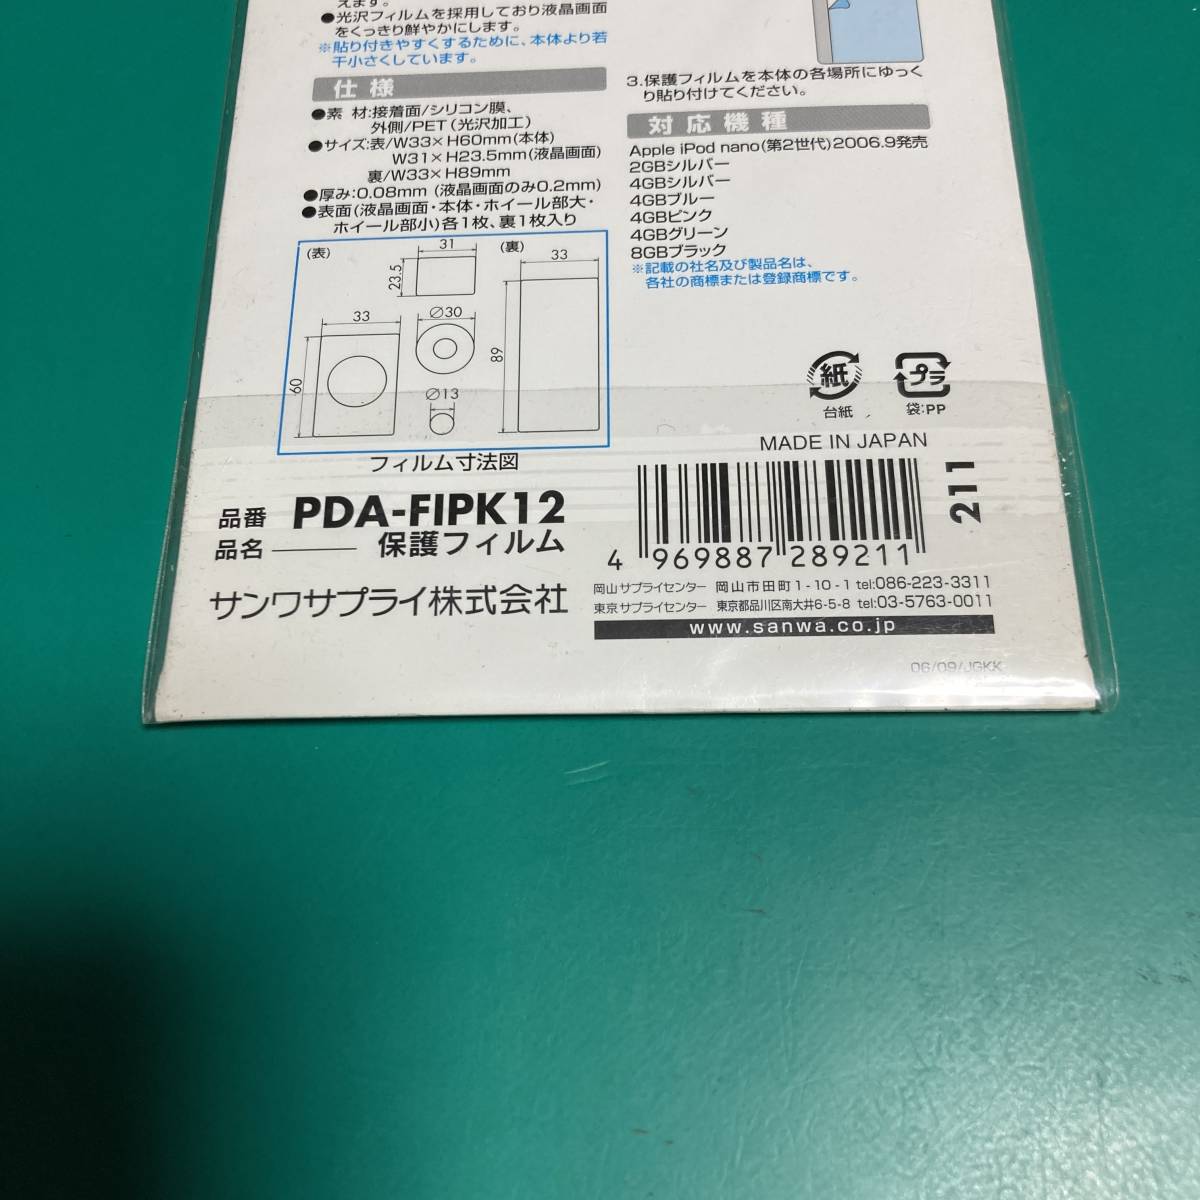 えます。
●光沢フィルムを採用しており液晶画面
をくっきり鮮やかにします。
※貼り付きやすくするために、本体より若
干小さくしています。
仕様
●素 材:接着面/シリコン膜、
外側/PET(光沢加工)
●サイズ:表/W33×H60mm(本体)
W31×H23.5mm(液晶画面)
裏/W33×H89mm
●厚み:0.08mm (液晶画面のみ0.2mm)
●表面(液晶画面・本体・ホイール部大・
ホイール部小)各1枚、裏1枚入り
(表)
31
23.5
33
60
∅30
∅13
(裏)
33
89
フィルム寸法図
3.保護フィルムを本体の各場所にゆっく
り貼り付けてください。
対応機種
Apple iPod nano(第2世代)2006.9発売
2GBシルバー
4GBシルバー
4GBブルー
4GBピンク
4GBグリーン
8GBブラック
※記載の社名及び製品名は、
各社の商標または登録商標です。
紙
台紙
プラ
袋:PP
MADE IN JAPAN
211
4 969887 289211
品番 PDA-FIPK12
品名 保護フィルム
サンワサプライ株式会社
岡山サプライセンター 岡山市田町1-10-1 tel:086-223-3311
東京サプライセンター 東京都品川区南大井6-5-8 tel:03-5763-0011
www.sanwa.co.jp
06/09/JGKK